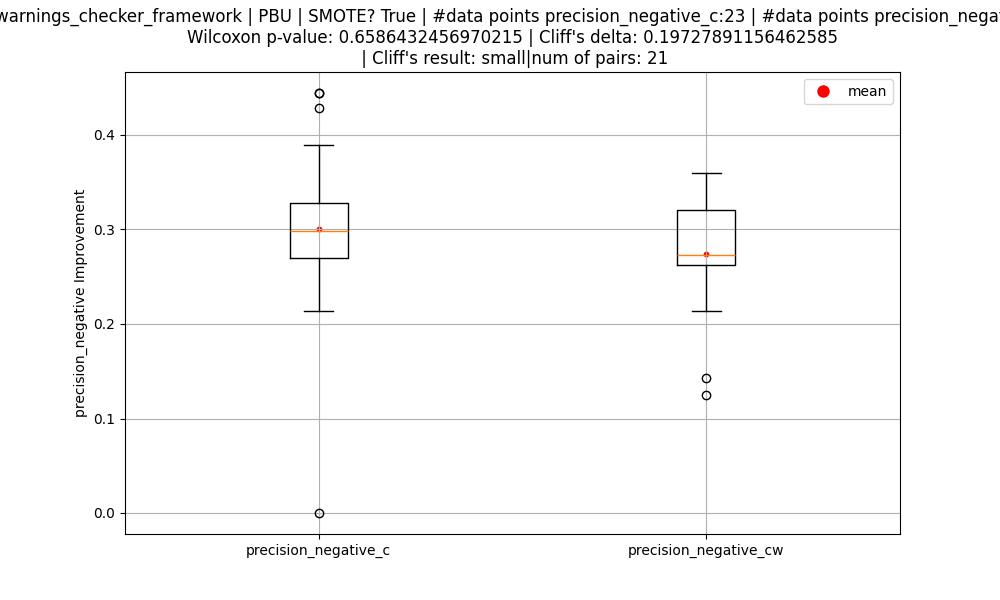 warnings_checker_framework | PBU | SMOTE? True | #data points precision_negative_c:23 | #data points
Wilcoxon p-value: 0.6586432456970215 | Cliff's delta: 0.19727891156462585
| Cliff's result: small|num of pairs: 21
mean
0.4
0.3
0.2
0.1
0.0
precision_negative Improvement
precision_negative_c
precision_negative_cw